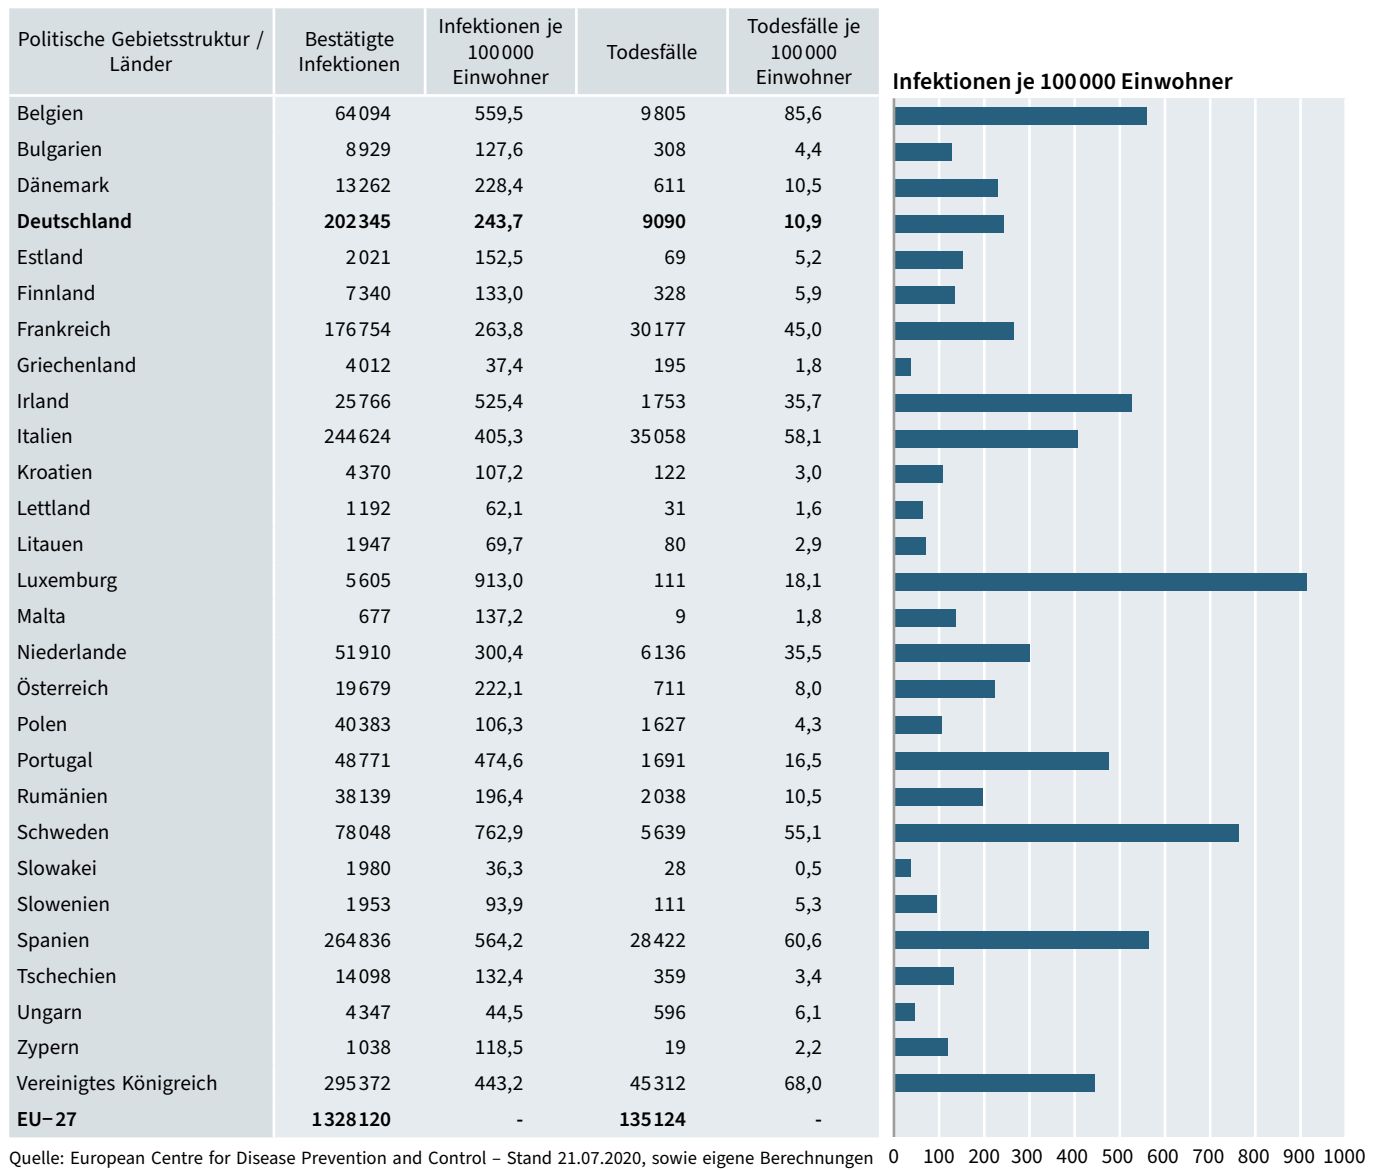 Politische Gebietsstruktur /
Länder
Bestätigte
Infektionen
Infektionen je
100 000
Einwohner
Todesfälle
Todesfälle je
100 000
Einwohner
Infektionen je 100 000 Einwohner
Belgien 64 094 559,5 9 805 85,6
Bulgarien 8 929 127,6 308 4,4
Dänemark 13 262 228,4 611 10,5
Deutschland 202 345 243,7 9090 10,9
Estland 2 021 152,5 69 5,2
Finnland 7 340 133,0 328 5,9
Frankreich 176 754 263,8 30 177 45,0
Griechenland 4 012 37,4 195 1,8
Irland 25 766 525,4 1 753 35,7
Italien 244 624 405,3 35 058 58,1
Kroatien 4 370 107,2 122 3,0
Lettland 1 192 62,1 31 1,6
Litauen 1 947 69,7 80 2,9
Luxemburg 5 605 913,0 111 18,1
Malta 677 137,2 9 1,8
Niederlande 51 910 300,4 6 136 35,5
Österreich 19 679 222,1 711 8,0
Polen 40 383 106,3 1 627 4,3
Portugal 48 771 474,6 1 691 16,5
Rumänien 38 139 196,4 2 038 10,5
Schweden 78 048 762,9 5 639 55,1
Slowakei 1 980 36,3 28 0,5
Slowenien 1 953 93,9 111 5,3
Spanien 264 836 564,2 28 422 60,6
Tschechien 14 098 132,4 359 3,4
Ungarn 4 347 44,5 596 6,1
Zypern 1 038 118,5 19 2,2
Vereinigtes Königreich 295 372 443,2 45 312 68,0
EU–27 1 328 120 - 135 124 -
Quelle: European Centre for Disease Prevention and Control – Stand 21.07.2020, sowie eigene Berechnungen
0 100 200 300 400 500 600 700 800 900 1000